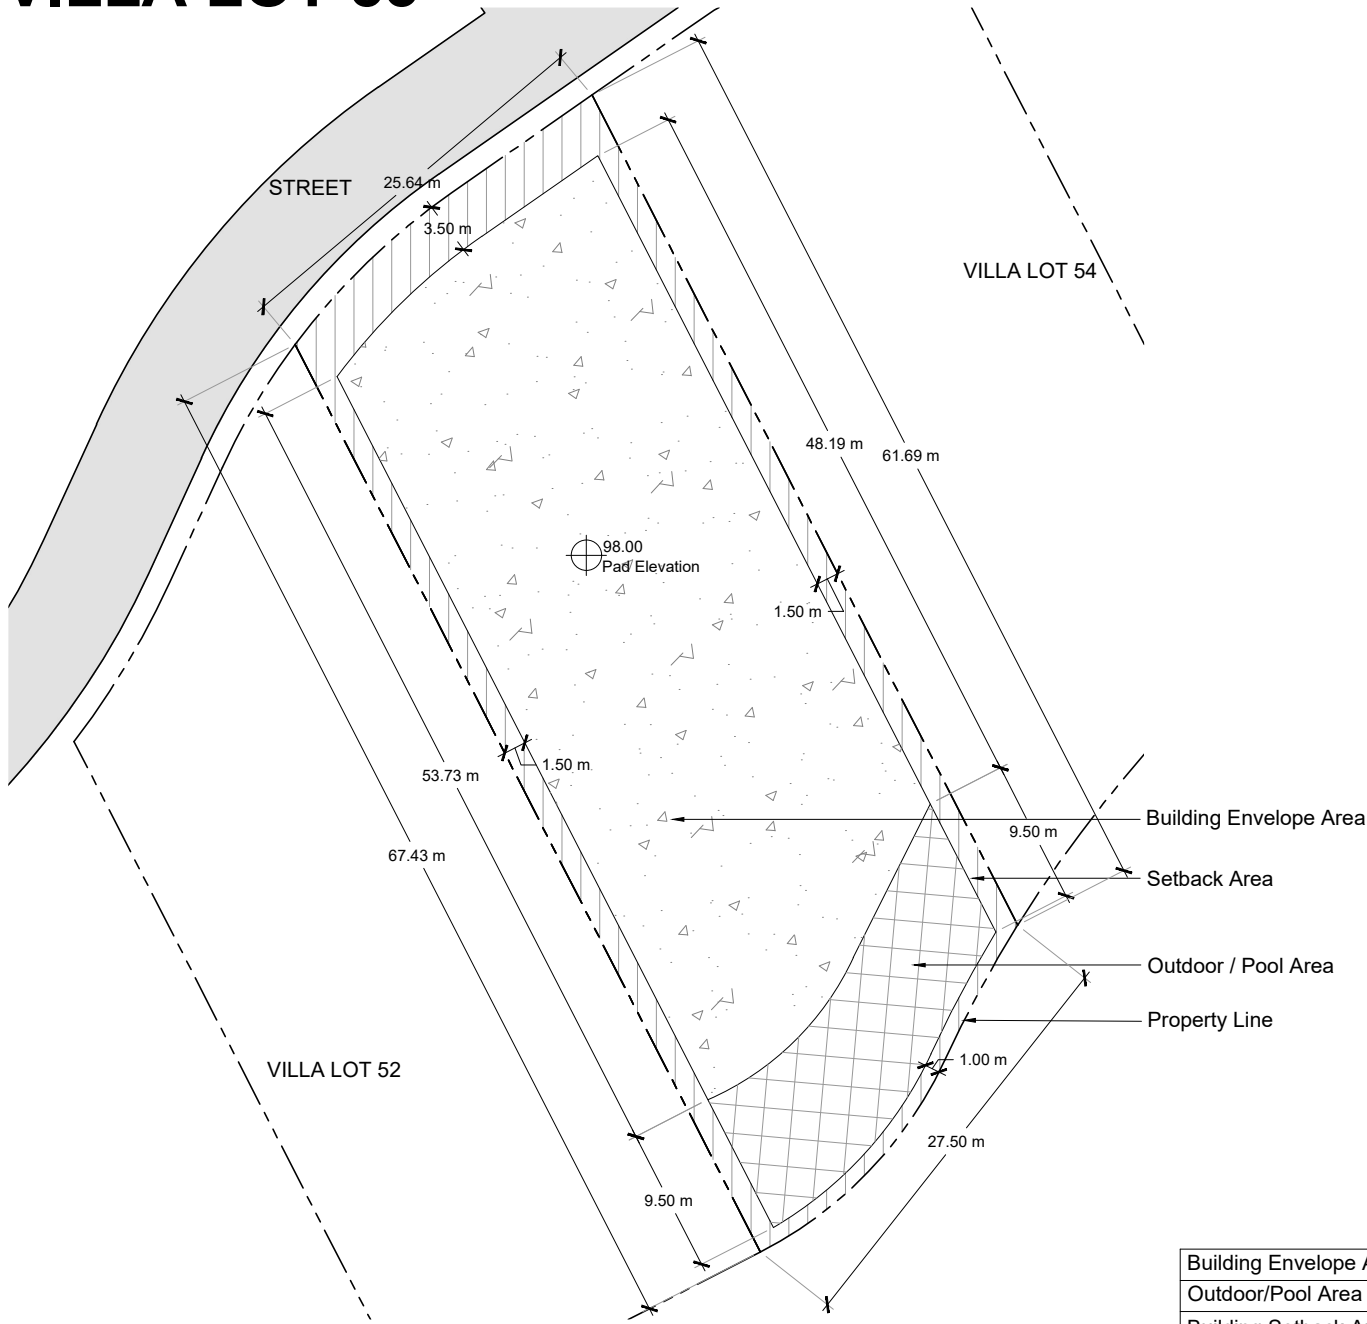 STREET
25.64 m
3.50 m
VILLA LOT 54
48.19 m
61.69 m
98.00
Pad Elevation
1.50 m
1.50 m
53.73 m
67.43 m
Building Envelope Area
9.50 m
Setback Area
Outdoor / Pool Area
Property Line
1.00 m
VILLA LOT 52
27.50 m
9.50 m
Building Envelope A
Outdoor/Pool Area